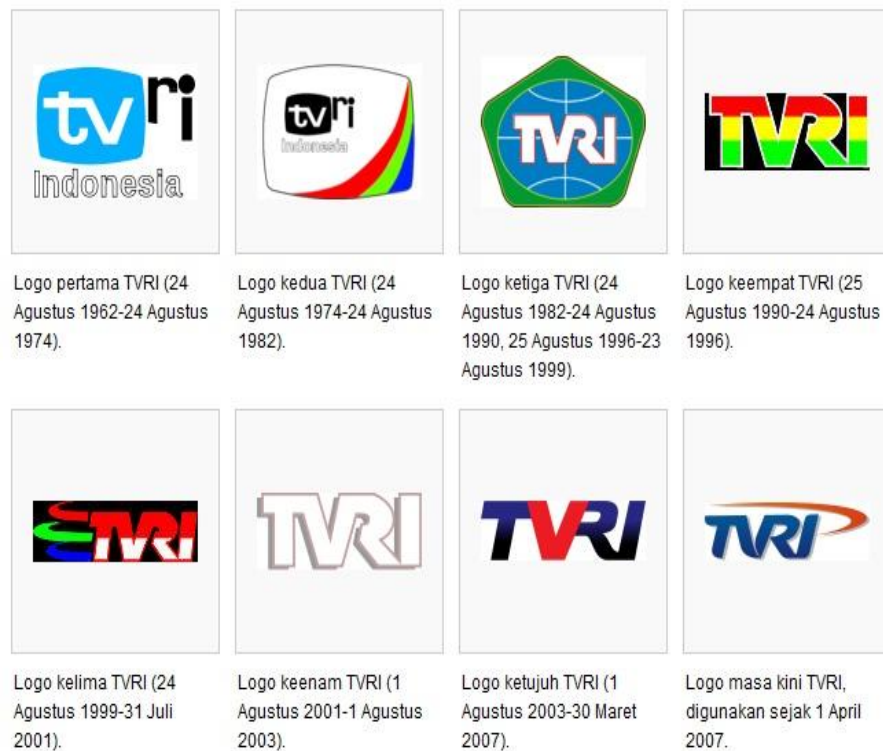 tvri
Indonesia
tvri
Indonesia
TVRI
TVRI
Logo pertama TVRI (24
Agustus 1962-24 Agustus
1974).
Logo kedua TVRI (24
Agustus 1974-24 Agustus
1982).
Logo ketiga TVRI (24
Agustus 1982-24 Agustus
1990, 25 Agustus 1996-23
Agustus 1999).
Logo keempat TVRI (25
Agustus 1990-24 Agustus
1996).
TVRI
TVRI
TVRI
TVRI
Logo kelima TVRI (24
Agustus 1999-31 Juli
2001).
Logo keenam TVRI (1
Agustus 2001-1 Agustus
2003).
Logo ketujuh TVRI (1
Agustus 2003-30 Maret
2007).
Logo masa kini TVRI,
digunakan sejak 1 April
2007.